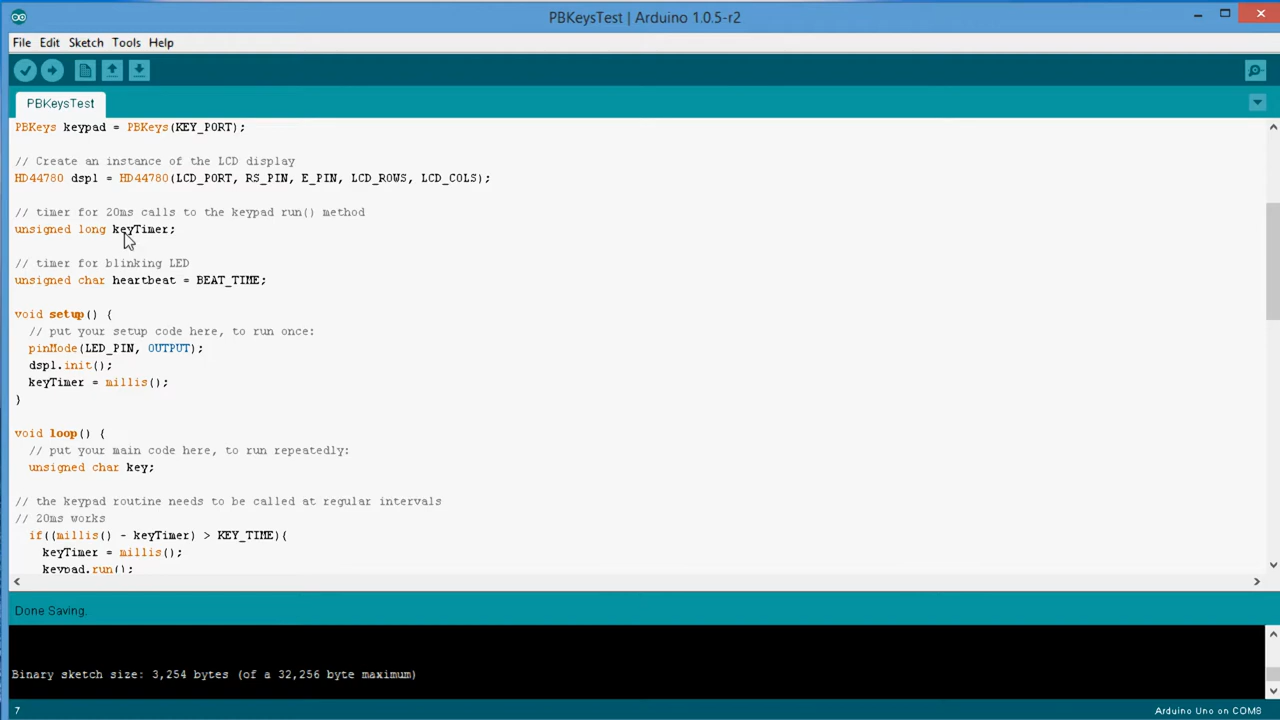 PBKeysTest | Arduino 1.0.5-r2
File Edit Sketch Tools Help
PBKeysTest
PBKeys keypad = PBKeys(KEY_PORT);
// Create an instance of the LCD display
HD44780 dspl = HD44780(LCD_PORT, RS_PIN, E_PIN, LCD_ROWS, LCD_COLS);
// timer for 20ms calls to the keypad run() method
unsigned long keyTimer;
// timer for blinking LED
unsigned char heartbeat = BEAT_TIME;
void setup() {
// put your setup code here, to run once:
pinMode(LED_PIN, OUTPUT);
dspl.init();
keyTimer = millis();
}
void loop() {
// put your main code here, to run repeatedly:
unsigned char key;
// the keypad routine needs to be called at regular intervals
// 20ms works
if((millis() - keyTimer) > KEY_TIME){
keyTimer = millis();
keypad.run();
Done Saving.
Binary sketch size: 3,254 bytes (of a 32,256 byte maximum)
7
Arduino Uno on COM8